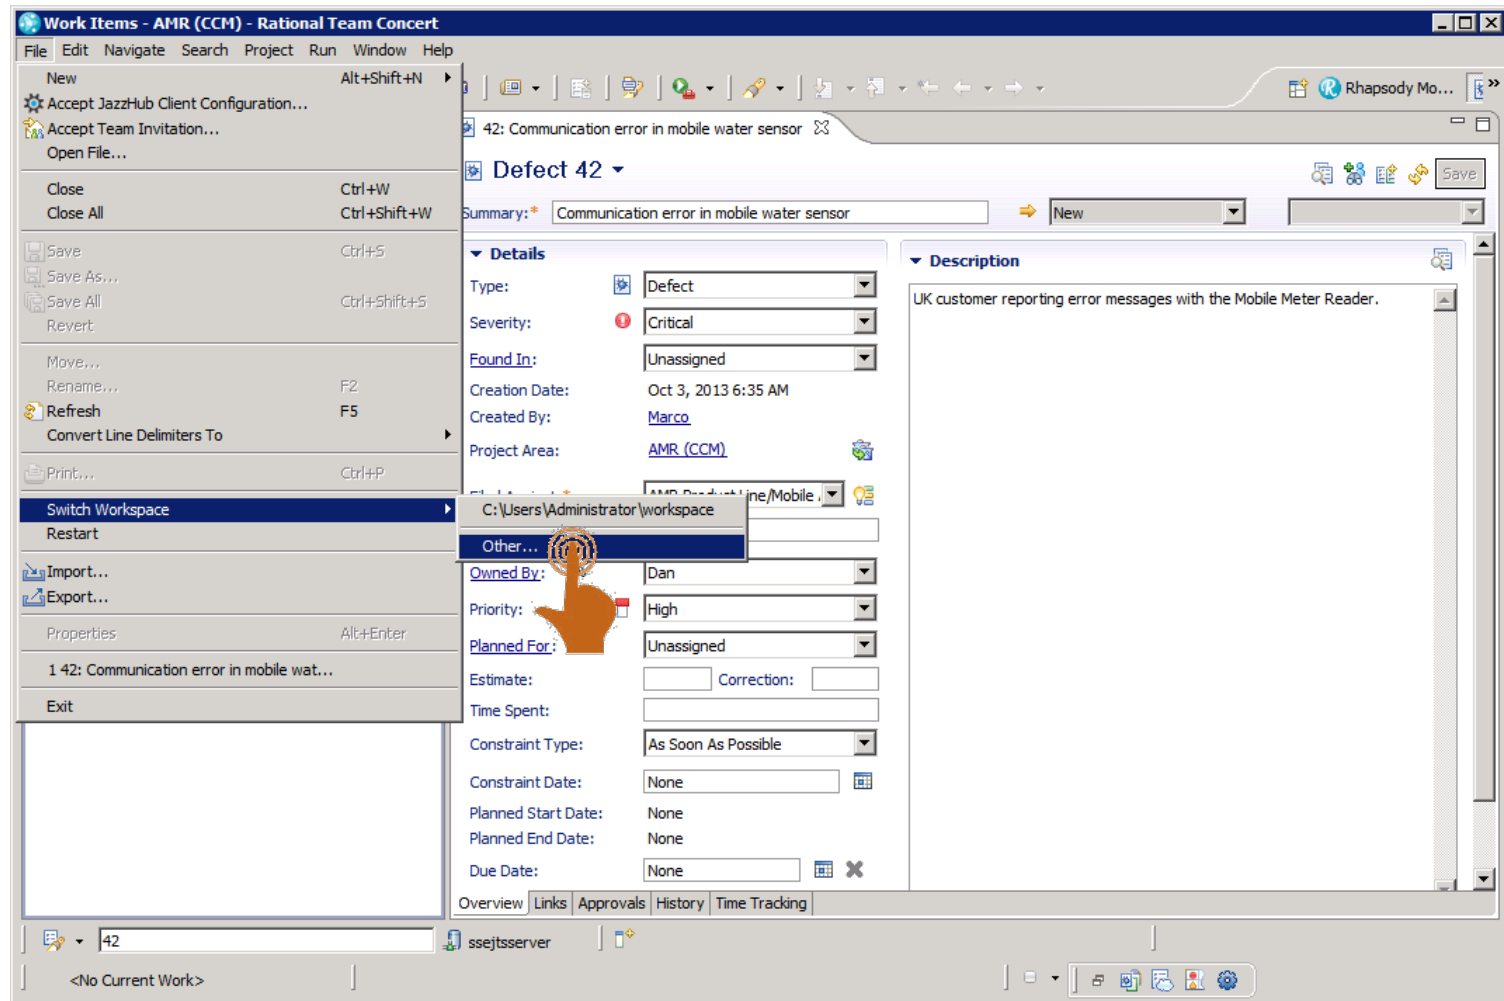 Work Items - AMR (CCM) - Rational Team Concert
File Edit Navigate Search Project Run Window Help
New Alt+Shift+N
Accept JazzHub Client Configuration...
Accept Team Invitation...
Open File...
Close Ctrl+W
Close All Ctrl+Shift+W
Save Ctrl+S
Save As...
Save All Ctrl+Shift+S
Revert
Move...
Rename... F2
Refresh F5
Convert Line Delimiters To
Print... Ctrl+P
Switch Workspace
Restart
Import...
Export...
Properties Alt+Enter
1 42: Communication error in mobile wat...
Exit
C:\Users\Administrator\workspace
Other...
Rhapsody Mo...
42: Communication error in mobile water sensor
Defect 42
Save
Summary:* Communication error in mobile water sensor
New
Details
Type: Defect
Severity: Critical
Found In: Unassigned
Creation Date: Oct 3, 2013 6:35 AM
Created By: Marco
Project Area: AMR (CCM)
Line/Mobile
Owned By: Dan
Priority: High
Planned For: Unassigned
Estimate: Correction:
Time Spent:
Constraint Type: As Soon As Possible
Constraint Date: None
Planned Start Date: None
Planned End Date: None
Due Date: None
Description
UK customer reporting error messages with the Mobile Meter Reader.
Overview Links Approvals History Time Tracking
42
ssejtsserver
<No Current Work>